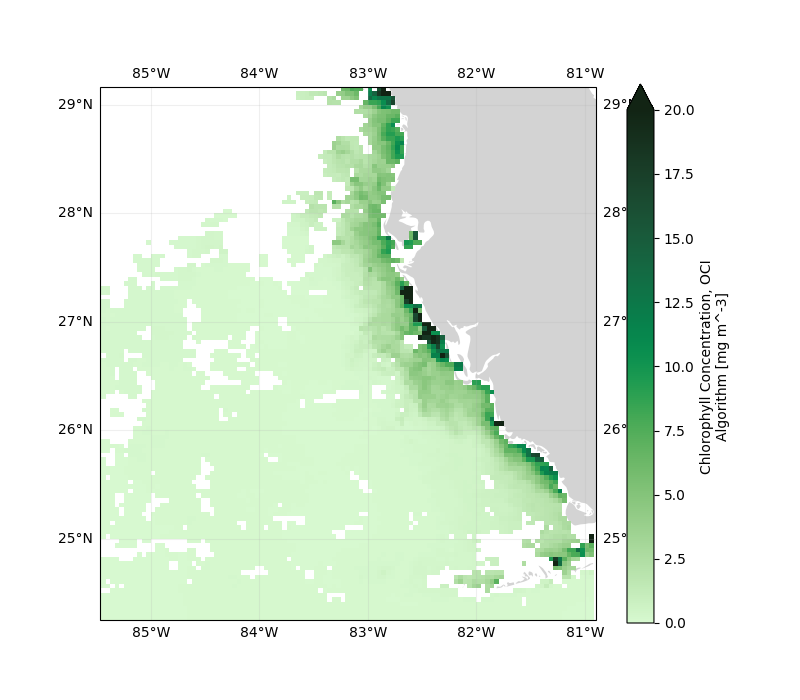 85°W 84°W 83°W 82°W 81°W
29°N 29°
20.0
17.5
28°N 28°
15.0
12.5
27°N 27°
10.0
7.5
26°N 26°
5.0
25°N 25°
2.5
0.0
85°W 84°W 83°W 82°W 81°W
Chlorophyll Concentration, OCI
Algorithm [mg m^-3]